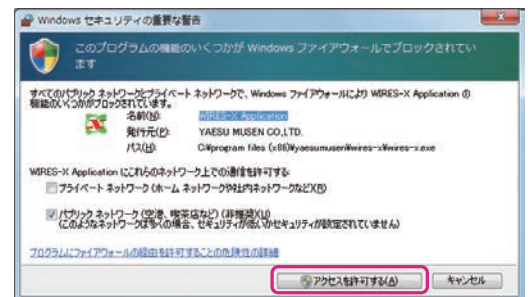 Windows セキュリティの重要な警告
このプログラムの機能のいくつかが Windows ファイアウォールでブロックされてい
ます
すべてのパブリック ネットワークとプライベート ネットワークで、Windows ファイアウォールにより WIRES-X Application の
機能のいくつかがブロックされています。
名前(N): WIRES-X Application
発行元(P): YAESU MUSEN CO.,LTD.
パス(H): C:¥program files (x86)¥yaesumusen¥wires-x¥wires-x.exe
WIRES-X Application にこれらのネットワーク上での通信を許可する:
プライベート ネットワーク (ホーム ネットワークや社内ネットワークなど)(R)
パブリック ネットワーク (空港、喫茶店など) (非推奨)(U)
(このようなネットワークは多くの場合、セキュリティが低いかセキュリティが設定されていません)
プログラムにファイアウォールの経由を許可することの危険性の詳細
アクセスを許可する(A) キャンセル